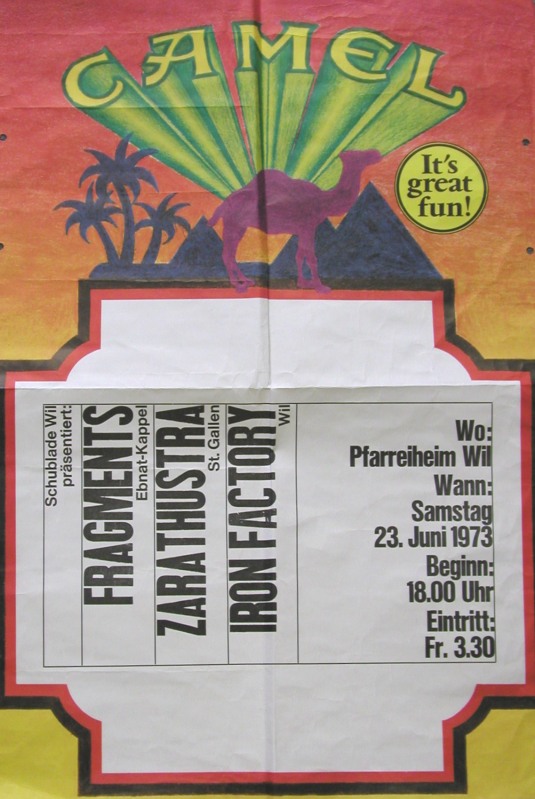 CAMEL
It's
great
fun!
Schublade Wil
präsentiert:
FRAGMENTS
Ebnat-Kappel
ZARATHUSTRA
St. Gallen
IRON FACTORY
Wil
Wo:
Pfarreiheim Wil
Wann:
Samstag
23. Juni 1973
Beginn:
18.00 Uhr
Eintritt:
Fr. 3.30